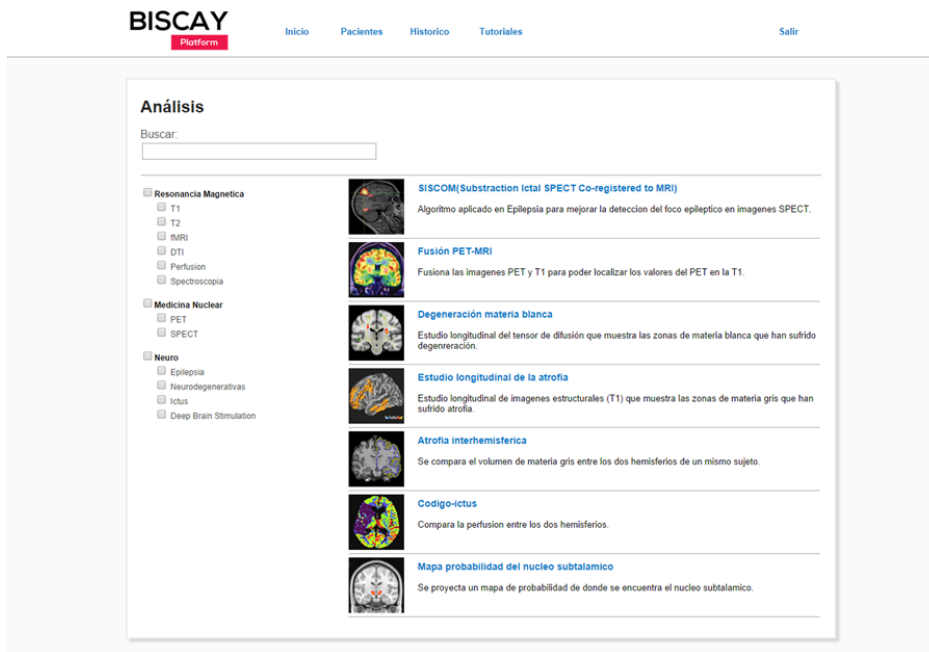 BISCAY
Platform
Inicio
Pacientes
Historico
Tutoriales
Salir
Análisis
Buscar:
Resonancia Magnetica
T1
T2
fMRI
DTI
Perfusion
Spectroscopia
Medicina Nuclear
PET
SPECT
Neuro
Epilepsia
Neurodegenerativas
Ictus
Deep Brain Stimulation
SISCOM(Substraction Ictal SPECT Co-registered to MRI)
Algoritmo aplicado en Epilepsia para mejorar la deteccion del foco epileptico en imagenes SPECT.
Fusión PET-MRI
Fusiona las imagenes PET y T1 para poder localizar los valores del PET en la T1.
Degeneración materia blanca
Estudio longitudinal del tensor de difusión que muestra las zonas de materia blanca que han sufrido
degenreración.
Estudio longitudinal de la atrofia
Estudio longitudinal de imagenes estructurales (T1) que muestra las zonas de materia gris que han
sufrido atrofia.
Atrofia interhemisferica
Se compara el volumen de materia gris entre los dos hemisferios de un mismo sujeto.
Codigo-ictus
Compara la perfusion entre los dos hemisferios.
Mapa probabilidad del nucleo subtalamico
Se proyecta un mapa de probabilidad de donde se encuentra el nucleo subtalamico.